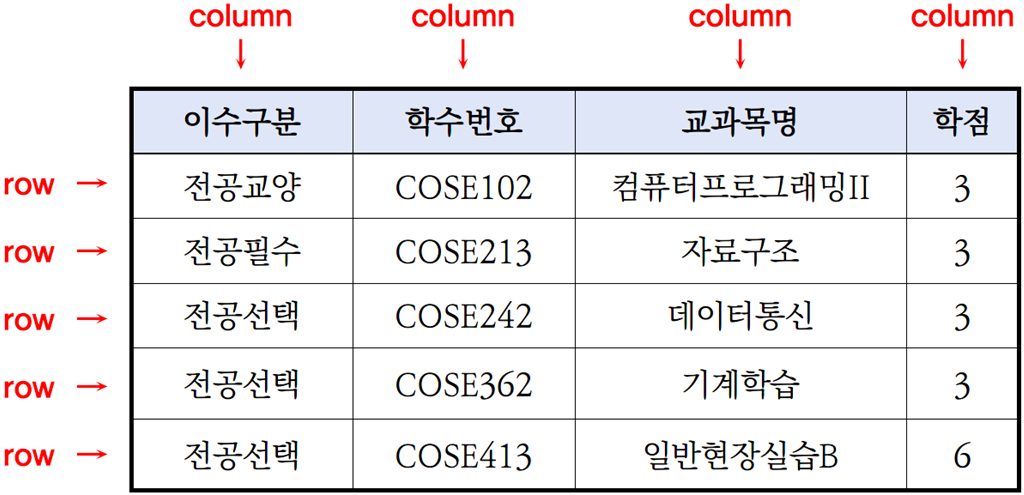 column column column column
이수구분 학수번호 교과목명 학점
row → 전공교양 COSE102 컴퓨터프로그래밍II 3
row → 전공필수 COSE213 자료구조 3
row → 전공선택 COSE242 데이터통신 3
row → 전공선택 COSE362 기계학습 3
row → 전공선택 COSE413 일반현장실습B 6